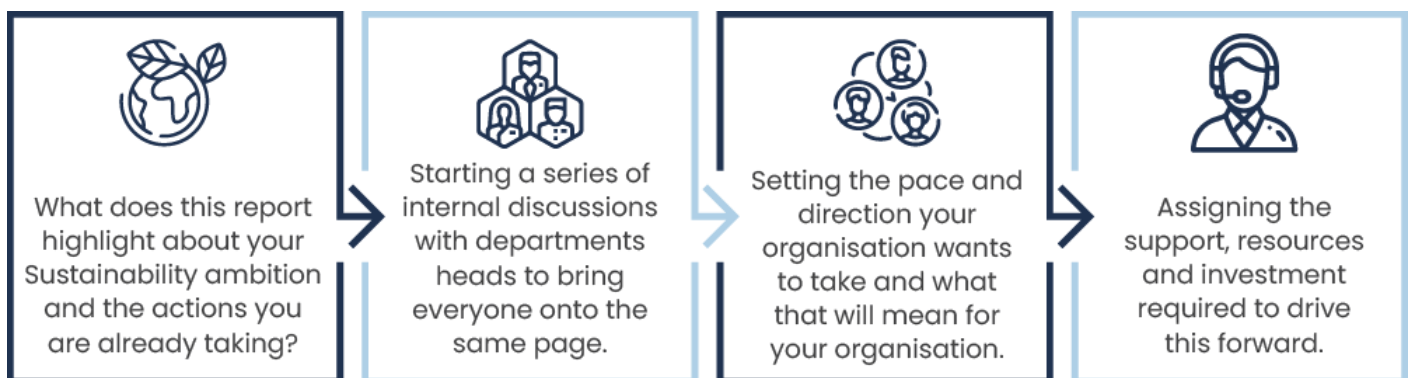 What does this report
highlight about your
Sustainability ambition
and the actions you
are already taking?
Starting a series of
internal discussions
with departments
heads to bring
everyone onto the
same page.
Setting the pace and
direction your
organisation wants
to take and what
that will mean for
your organisation.
Assigning the
support, resources
and investment
required to drive
this forward.